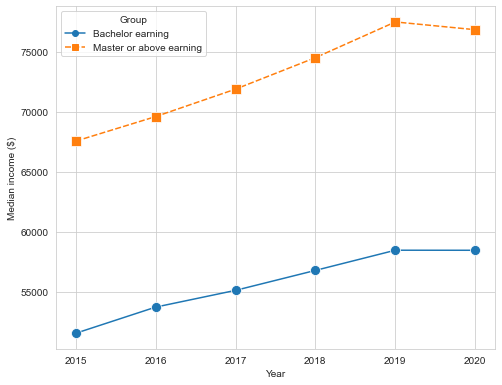 Group
Bachelor earning
Master or above earning
75000
70000
65000
60000
55000
Median income ($)
2015 2016 2017 2018 2019 2020
Year